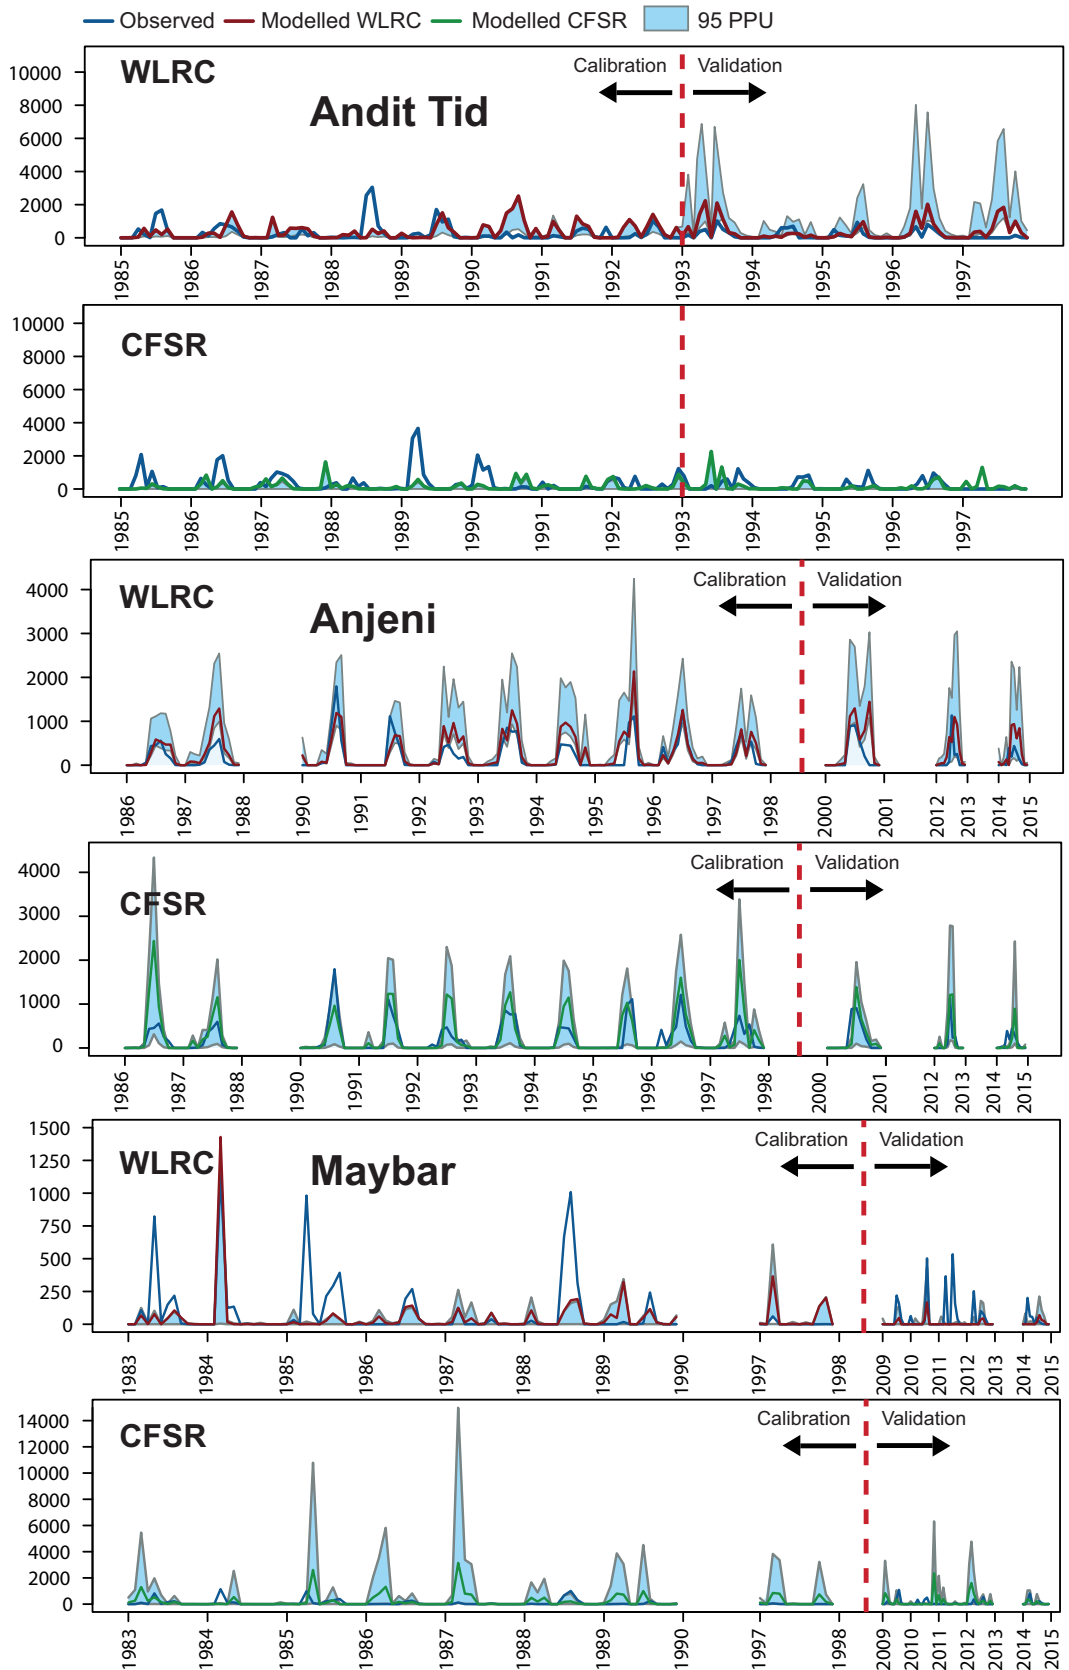 Observed Modelled WLRC Modelled CFSR 95 PPU
WLRC
Andit Tid
Calibration Validation
10000
8000
6000
4000
2000
0
1985 1986 1987 1988 1989 1990 1991 1992 1993 1994 1995 1996 1997
CFSR
10000
8000
6000
4000
2000
0
1985 1986 1987 1988 1989 1990 1991 1992 1993 1994 1995 1996 1997
WLRC
Anjeni
Calibration Validation
4000
3000
2000
1000
0
1986 1987 1988 1990 1991 1992 1993 1994 1995 1996 1997 1998 2000 2001 2012 2013 2014 2015
CFSR
Calibration Validation
4000
3000
2000
1000
0
1986 1987 1988 1990 1991 1992 1993 1994 1995 1996 1997 1998 2000 2001 2012 2013 2014 2015
WLRC
Maybar
Calibration Validation
1500
1250
1000
750
500
250
0
1983 1984 1985 1986 1987 1988 1989 1990 1997 1998 2009 2010 2011 2012 2013 2014 2015
CFSR
Calibration Validation
14000
12000
10000
8000
6000
4000
2000
0
1983 1984 1985 1986 1987 1988 1989 1990 1997 1998 2009 2010 2011 2012 2013 2014 2015